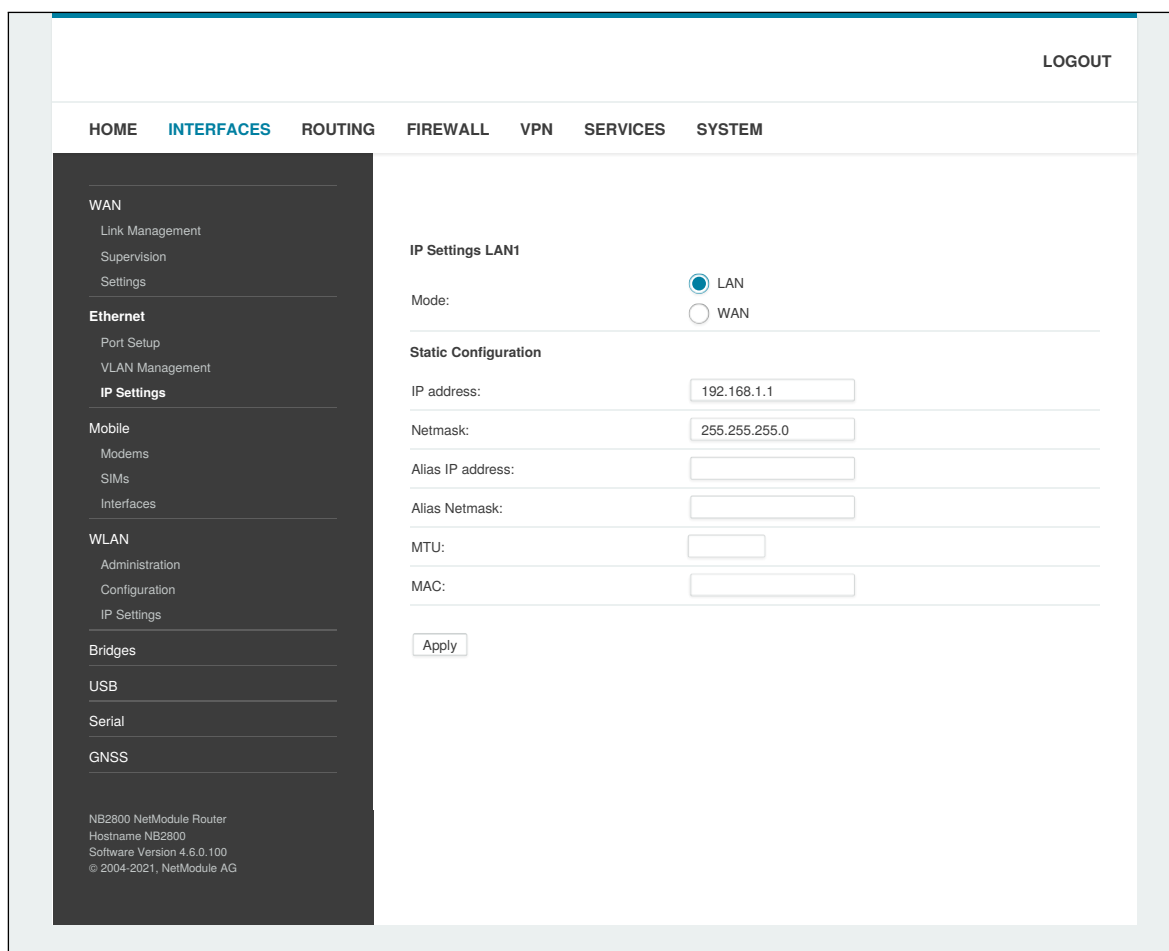 LOGOUT
HOME INTERFACES ROUTING FIREWALL VPN SERVICES SYSTEM
WAN
Link Management
Supervision
Settings
Ethernet
Port Setup
VLAN Management
IP Settings
Mobile
Modems
SIMs
Interfaces
WLAN
Administration
Configuration
IP Settings
Bridges
USB
Serial
GNSS
NB2800 NetModule Router
Hostname NB2800
Software Version 4.6.0.100
© 2004-2021, NetModule AG
IP Settings LAN1
Mode:
LAN
WAN
Static Configuration
IP address: 192.168.1.1
Netmask: 255.255.255.0
Alias IP address:
Alias Netmask:
MTU:
MAC:
Apply